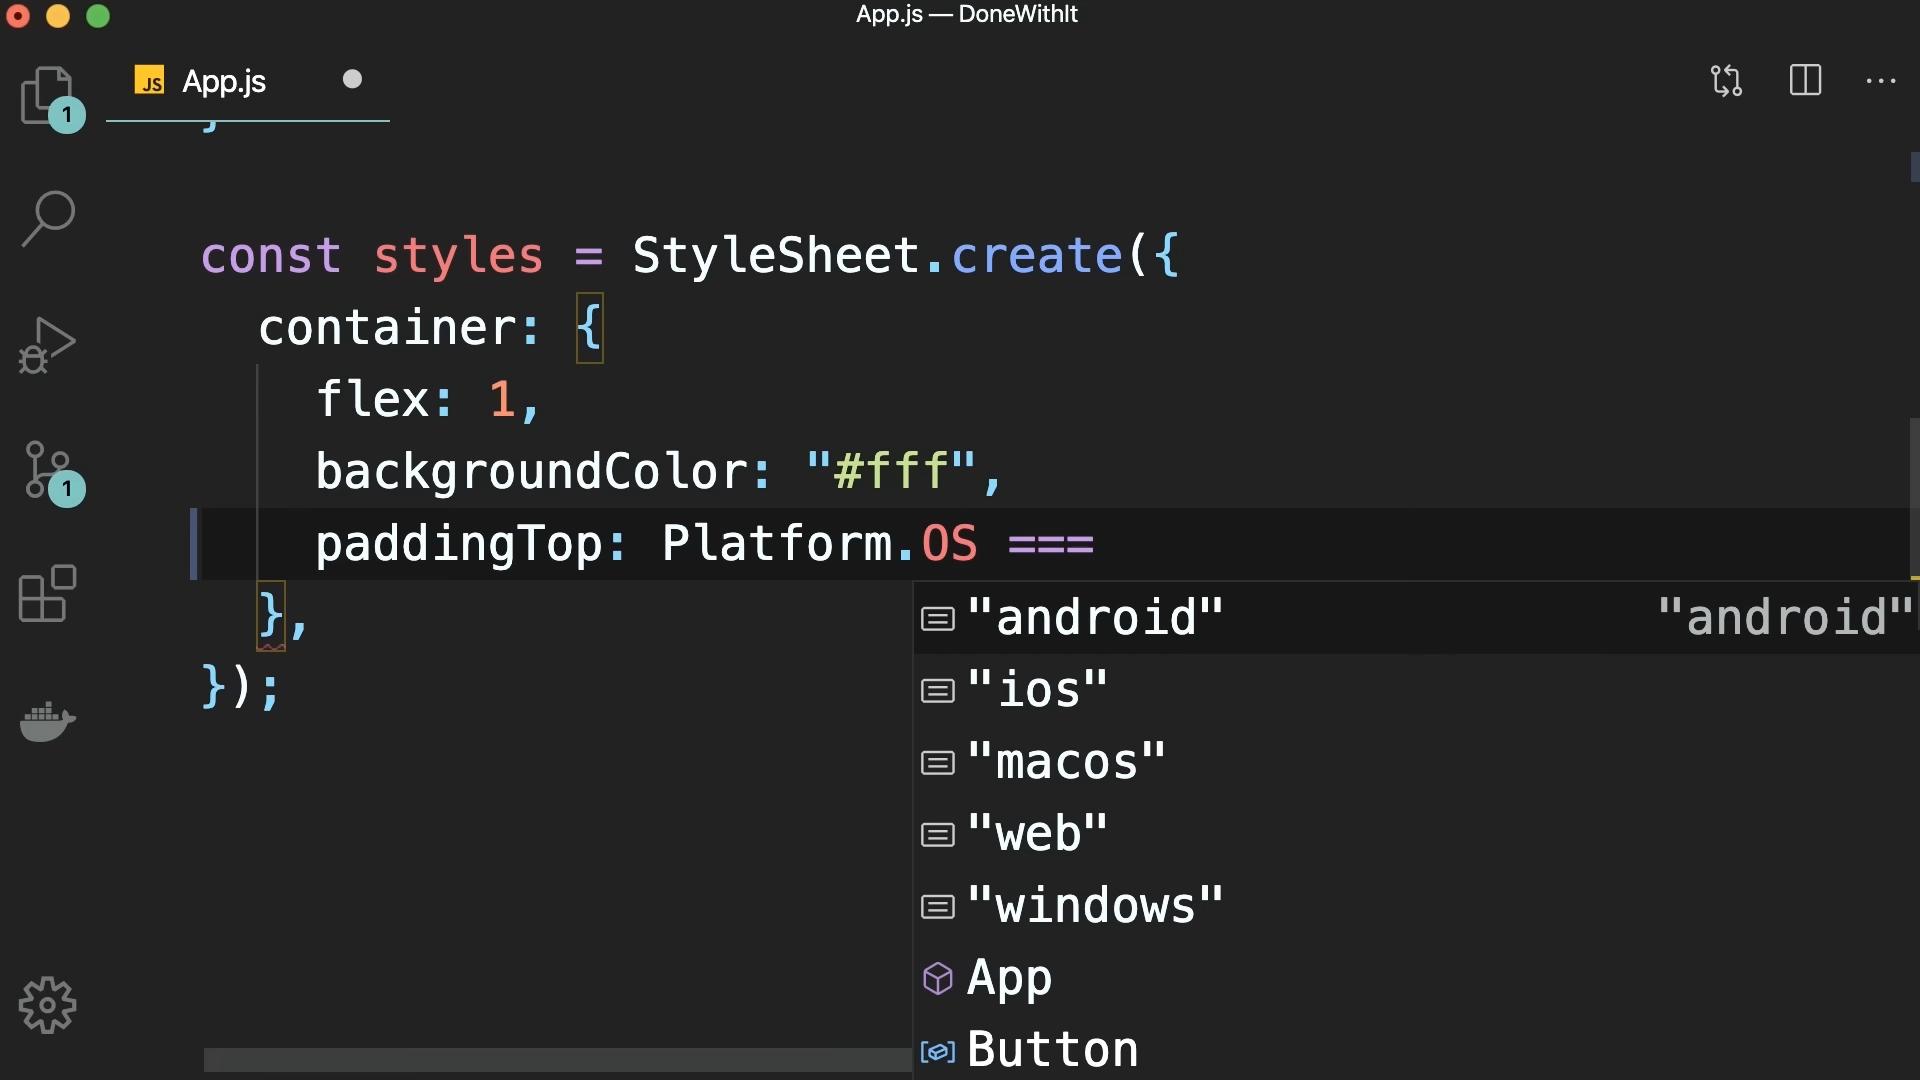 App.js — DoneWithIt
JS App.js
1
}
const styles = StyleSheet.create({
container: {
flex: 1,
backgroundColor: "#fff",
paddingTop: Platform.OS ===
},
});
1
"android" "android"
"ios"
"macos"
"web"
"windows"
App
Button